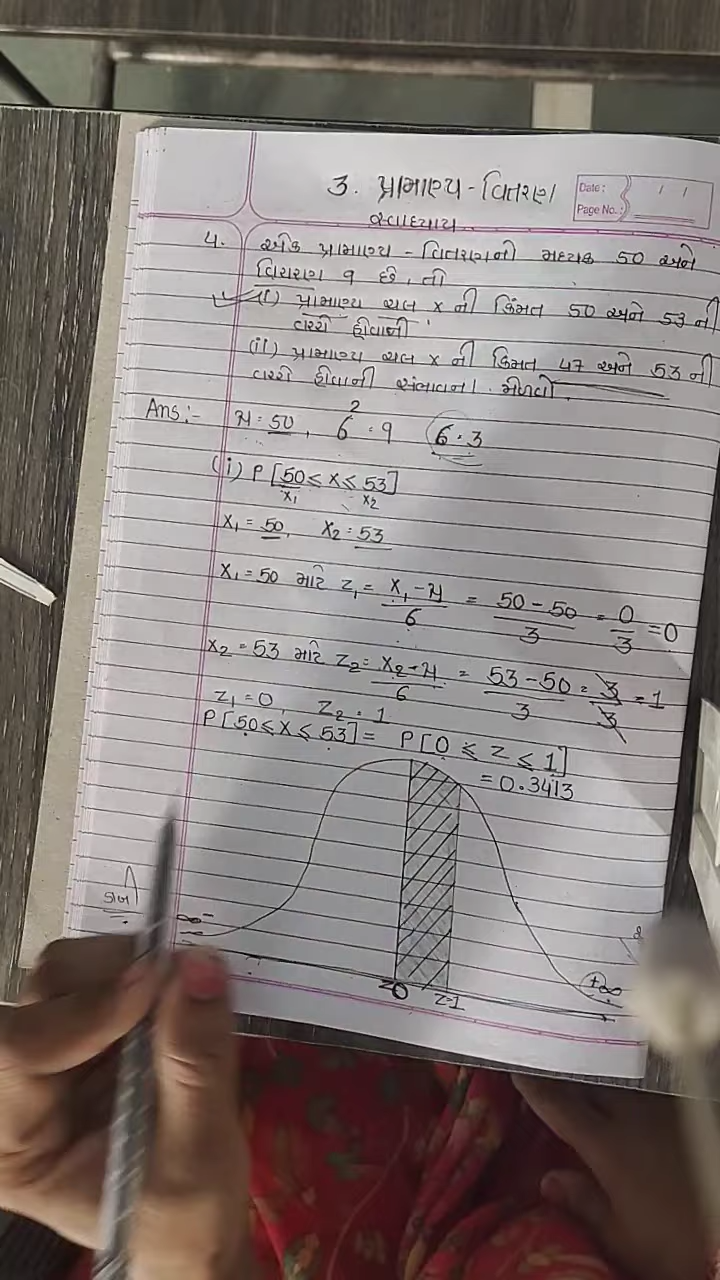 3. પ્રામાણ્ય - વિતરણ
Date: / /
Page No.:
સ્વાધ્યાય
4. એક પ્રામાણ્ય - વિતરણનો મધ્યક 50 અને
વિચરણ 9 છે, તો
(i) પ્રામાણ્ય ચલ x ની કિંમત 50 અને 53 ની
વચ્ચે હોવાની
(ii) પ્રામાણ્ય ચલ x ની કિંમત 47 અને 53 ની
વચ્ચે હોવાની સંભાવના મેળવો.
Ans:- μ = 50, σ² = 9 σ = 3
(i) P [50 ≤ x ≤ 53]
x₁ x₂
x₁ = 50, x₂ = 53
x₁ = 50 માટે z₁ = x₁ - μ / σ = 50 - 50 / 3 = 0 / 3 = 0
x₂ = 53 માટે z₂ = x₂ - μ / σ = 53 - 50 / 3 = 3 / 3 = 1
z₁ = 0, z₂ = 1
P [50 ≤ x ≤ 53] = P [0 ≤ z ≤ 1]
= 0.3413
∞-
+∞
z=1